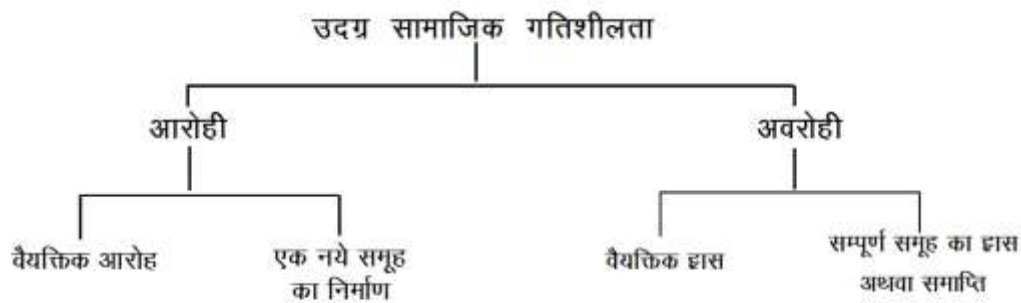 उदग्र सामाजिक गतिशीलता
आरोही
अवरोही
वैयक्तिक आरोह
एक नये समूह
का निर्माण
वैयक्तिक ह्रास
सम्पूर्ण समूह का ह्रास
अथवा समाप्ति